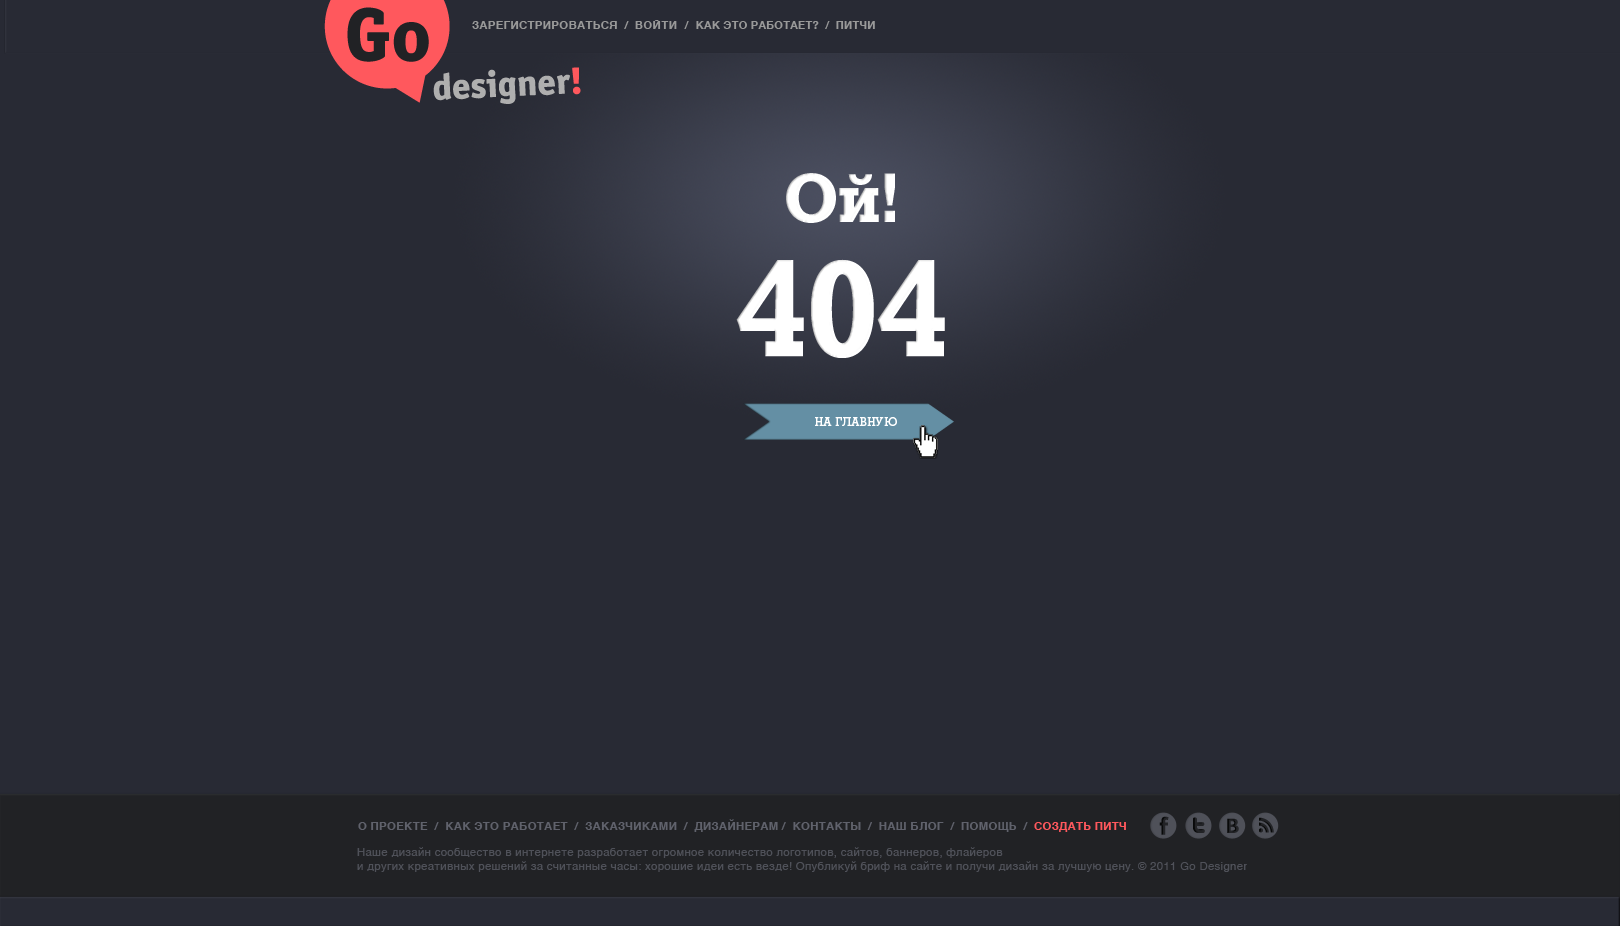 Go
designer!
ЗАРЕГИСТРИРОВАТЬСЯ / ВОЙТИ / КАК ЭТО РАБОТАЕТ? / ПИТЧИ
Ой!
404
НА ГЛАВНУЮ
О ПРОЕКТЕ / КАК ЭТО РАБОТАЕТ / ЗАКАЗЧИКАМИ / ДИЗАЙНЕРАМ / КОНТАКТЫ / НАШ БЛОГ / ПОМОЩЬ / СОЗДАТЬ ПИТЧ
Наше дизайн сообщество в интернете разработает огромное количество логотипов, сайтов, баннеров, флайеров
и других креативных решений за считанные часы: хорошие идеи есть везде! Опубликуй бриф на сайте и получи дизайн за лучшую цену. © 2011 Go Designer